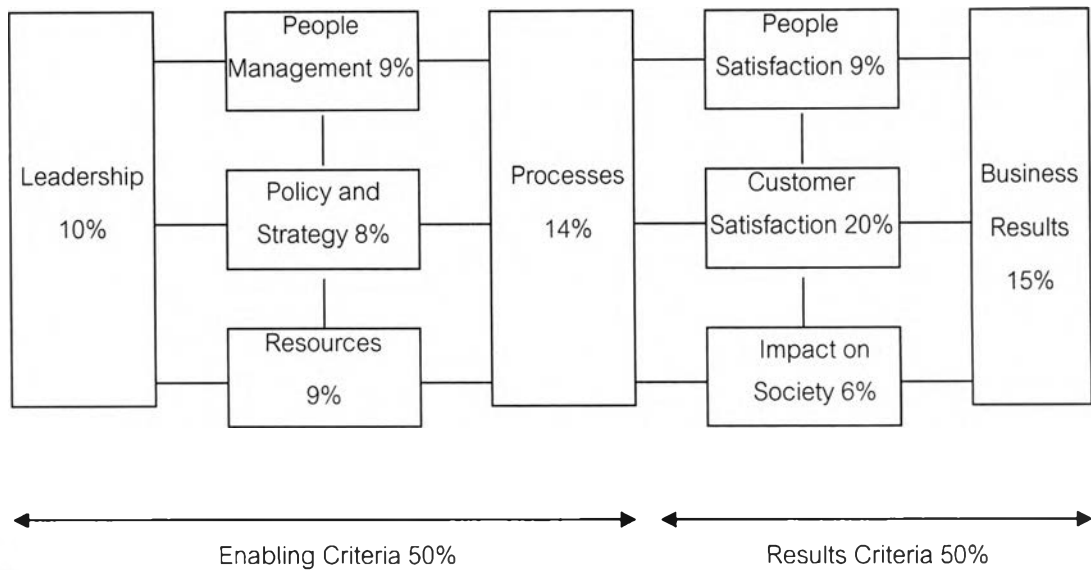 Leadership
10%
People
Management 9%
Policy and
Strategy 8%
Resources
9%
Processes
14%
People
Satisfaction 9%
Customer
Satisfaction 20%
Impact on
Society 6%
Business
Results
15%
Enabling Criteria 50%
Results Criteria 50%